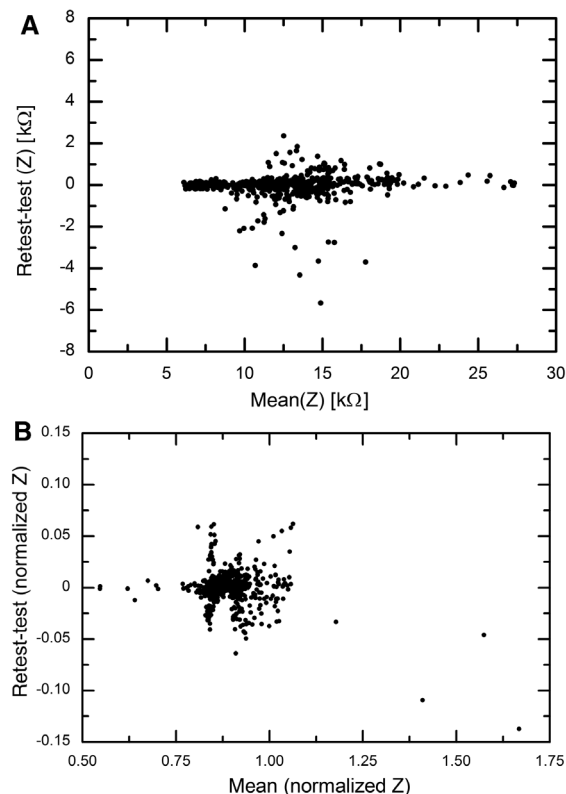 A
8
6
4
2
0
-2
-4
-6
-8
Retest-test (Z) [kΩ]
0 5 10 15 20 25 30
Mean(Z) [kΩ]
B
0.15
0.10
0.05
0
-0.05
-0.10
-0.15
Retest-test (normalized Z)
0.50 0.75 1.00 1.25 1.50 1.75
Mean (normalized Z)